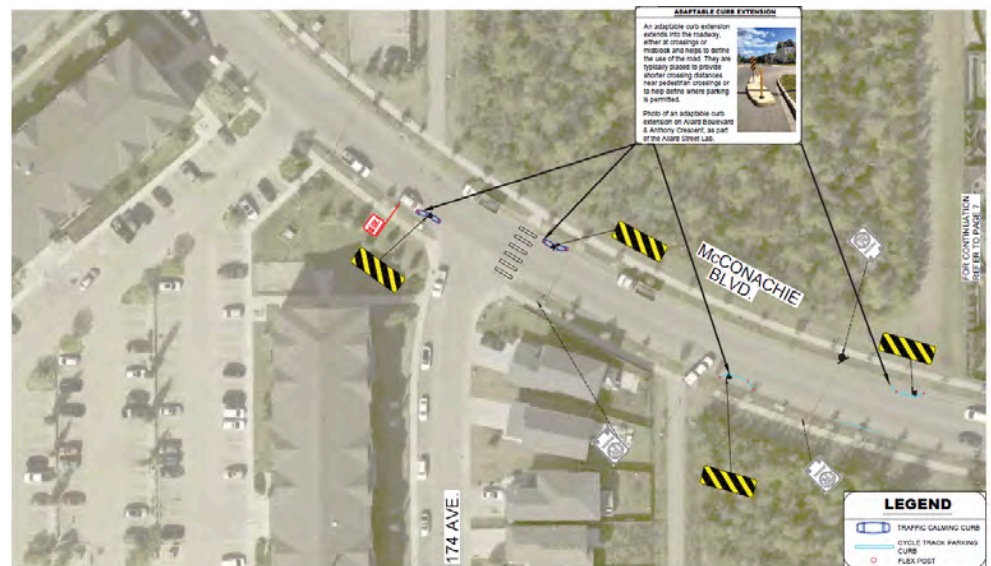 ADAPTABLE CURB EXTENSION
An adaptable curb extension
extends into the roadway,
either at crossings or
midblock and helps to define
the use of the road. They are
typically placed to provide
shorter crossing distances
near pedestrian crossings or
to help define where parking
is permitted.
Photo of an adaptable curb
extension on Allard Boulevard
& Anthony Crescent, as part
of the Allard Street Lab.
FOR CONTINUATION
REFER TO PAGE 7
McCONACHIE
BLVD.
174 AVE.
LEGEND
TRAFFIC CALMING CURB
CYCLE TRACK PARKING
CURB
FLEX POST